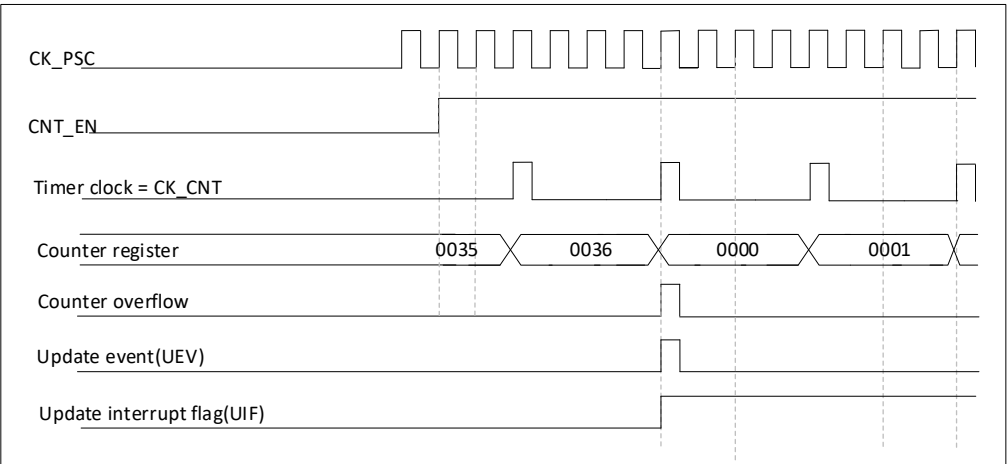 CK_PSC
CNT_EN
Timer clock = CK_CNT
Counter register 0035 0036 0000 0001
Counter overflow
Update event(UEV)
Update interrupt flag(UIF)